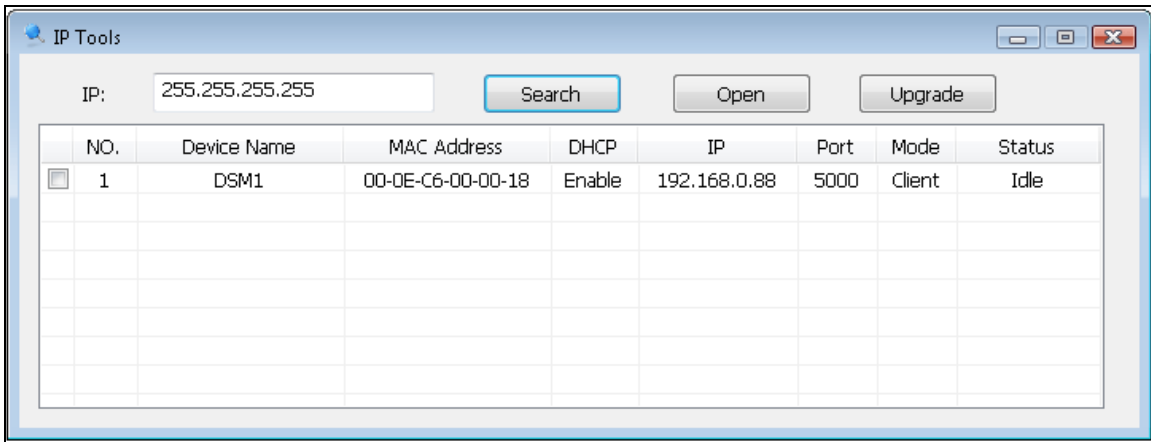 IP Tools
IP: 255.255.255.255 Search Open Upgrade
NO. Device Name MAC Address DHCP IP Port Mode Status
1 DSM1 00-0E-C6-00-00-18 Enable 192.168.0.88 5000 Client Idle